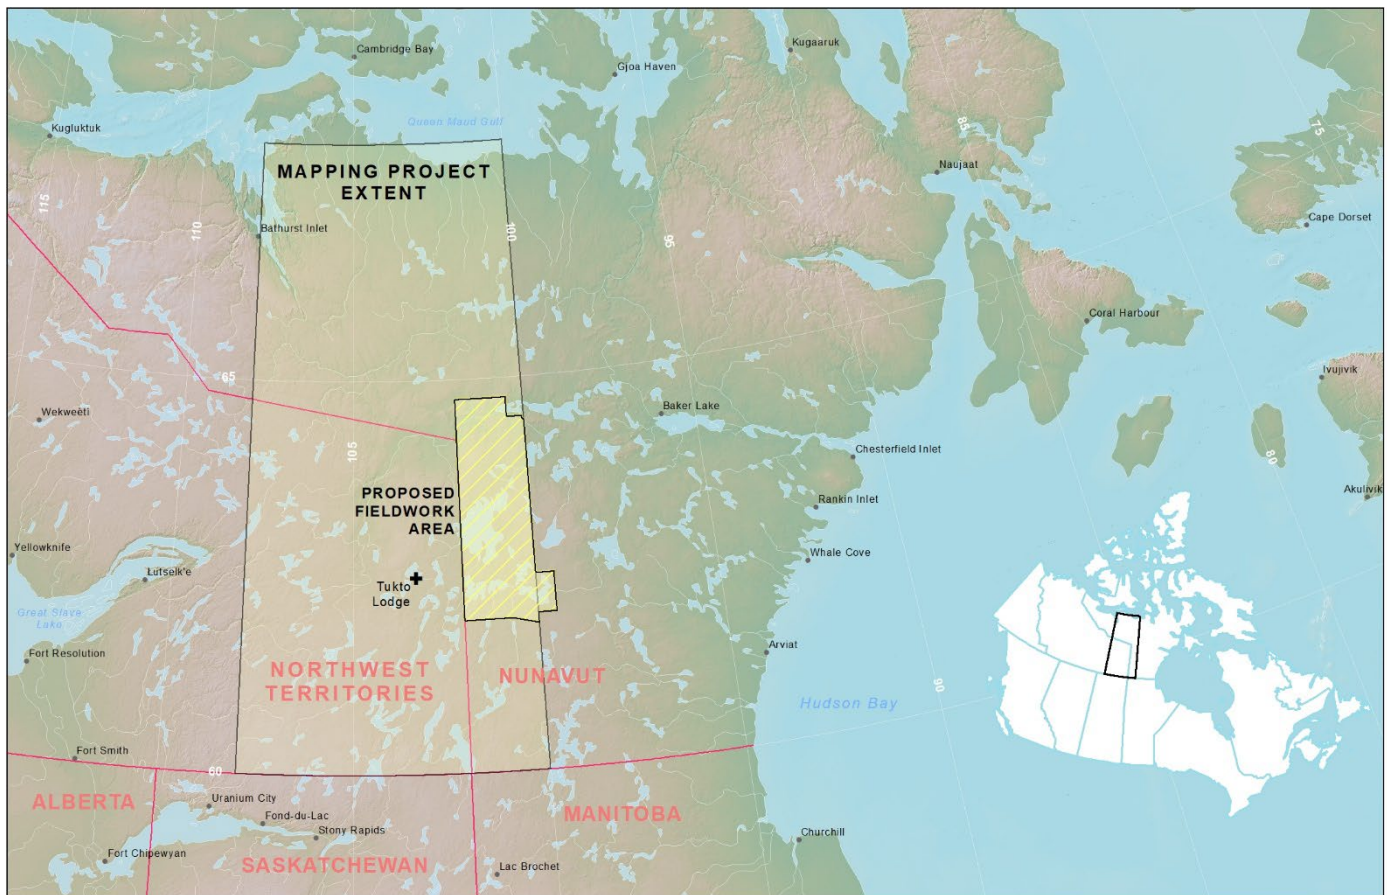 Kugaaruk
Cambridge Bay
Gjoa Haven
Queen Maud Gulf
Kugluktuk
85
75
Naujaat
MAPPING PROJECT
EXTENT
115
110
100
95
Cape Dorset
Bathurst Inlet
Coral Harbour
Ivujivik
65
Wekweèti
Baker Lake
105
Chesterfield Inlet
80
Akulivik
PROPOSED
FIELDWORK
AREA
Rankin Inlet
Yellowknife
Whale Cove
Lutselk'e
Tukto
Lodge
Great Slave
Lake
Fort Resolution
Arviat
NORTHWEST
TERRITORIES
NUNAVUT
90
Hudson Bay
Fort Smith
60
ALBERTA
Uranium City
MANITOBA
Fond-du-Lac
Stony Rapids
Churchill
Fort Chipewyan
SASKATCHEWAN
Lac Brochet